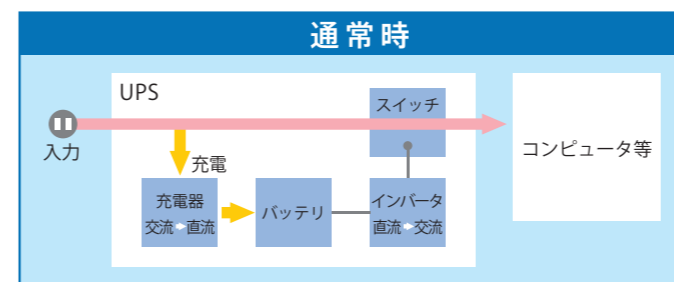 通常時
UPS
スイッチ
入力
コンピュータ等
充電
充電器
交流 直流
バッテリ
インバータ
直流 交流